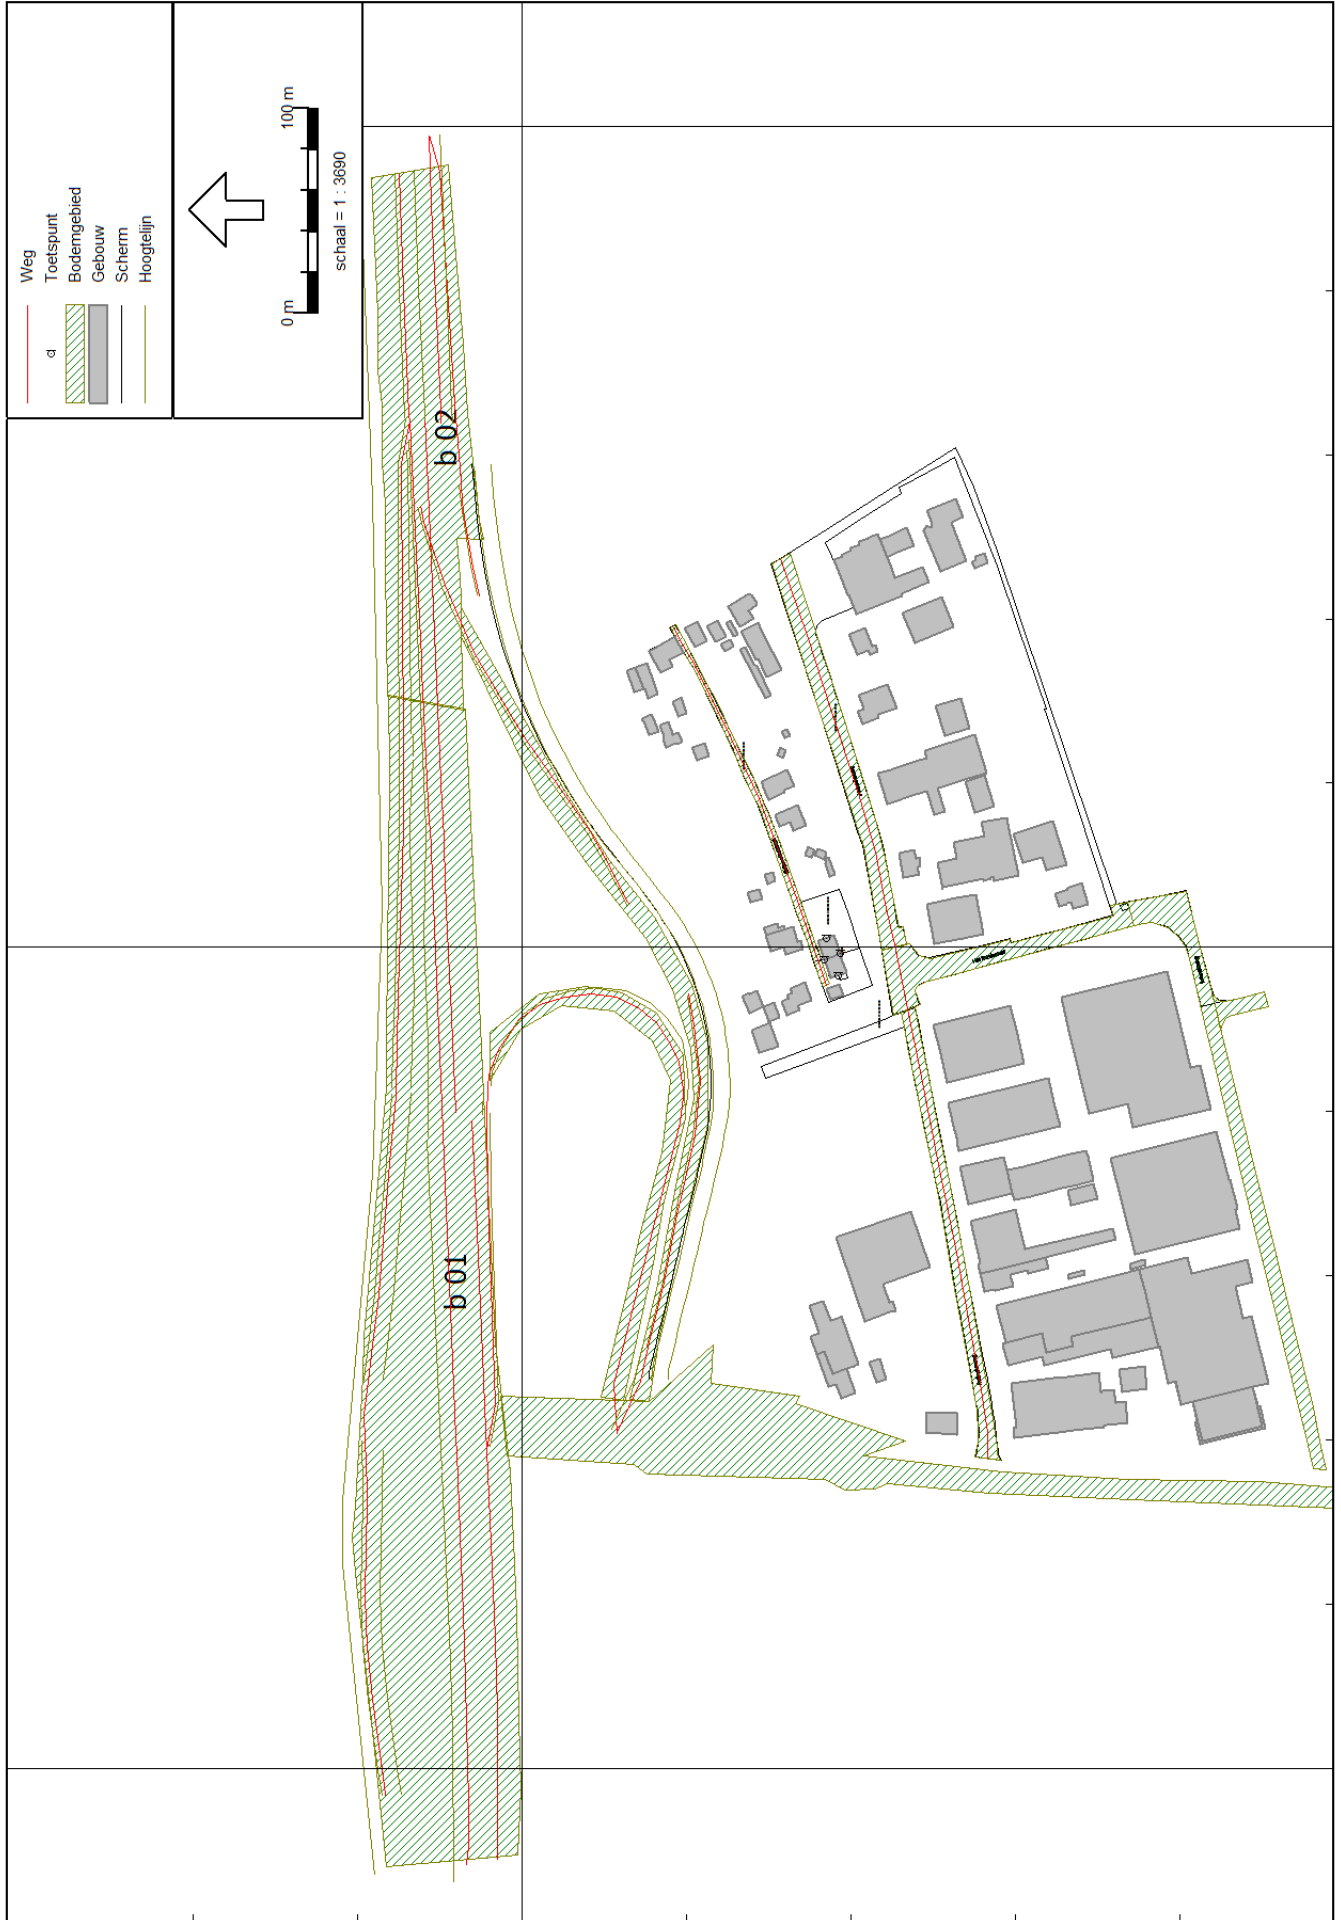 Weg
Toetspunt
Bodemgebied
Gebouw
Scherm
Hoogtelijn
0 m
100 m
schaal = 1 : 3690
b 02
b 01